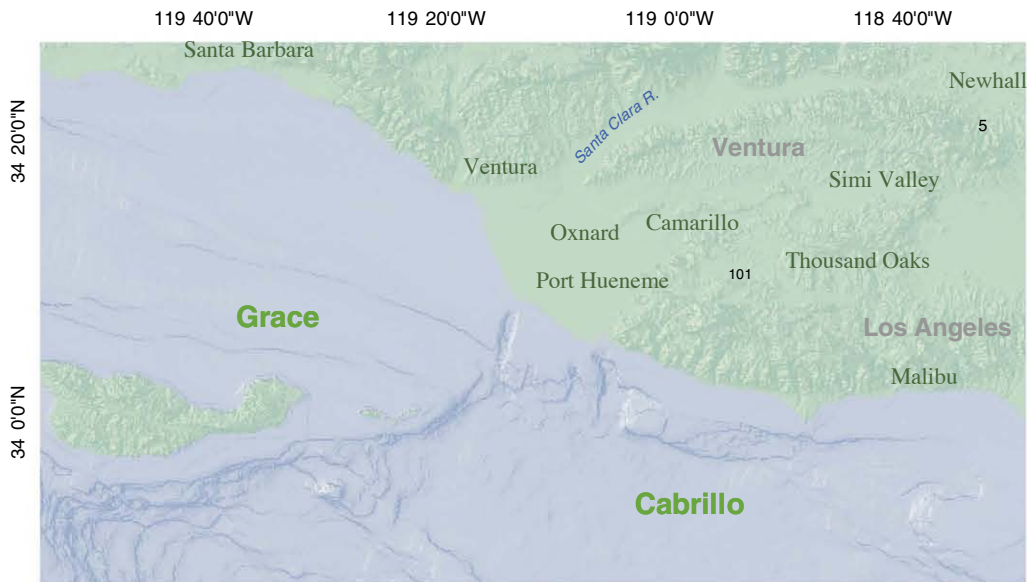 119 40'0"W
119 20'0"W
119 0'0"W
118 40'0"W
Santa Barbara
Newhall
34 20'0"N
Santa Clara R.
5
Ventura
Ventura
Simi Valley
Oxnard
Camarillo
Thousand Oaks
Port Hueneme
101
Grace
Los Angeles
Malibu
34 0'0"N
Cabrillo